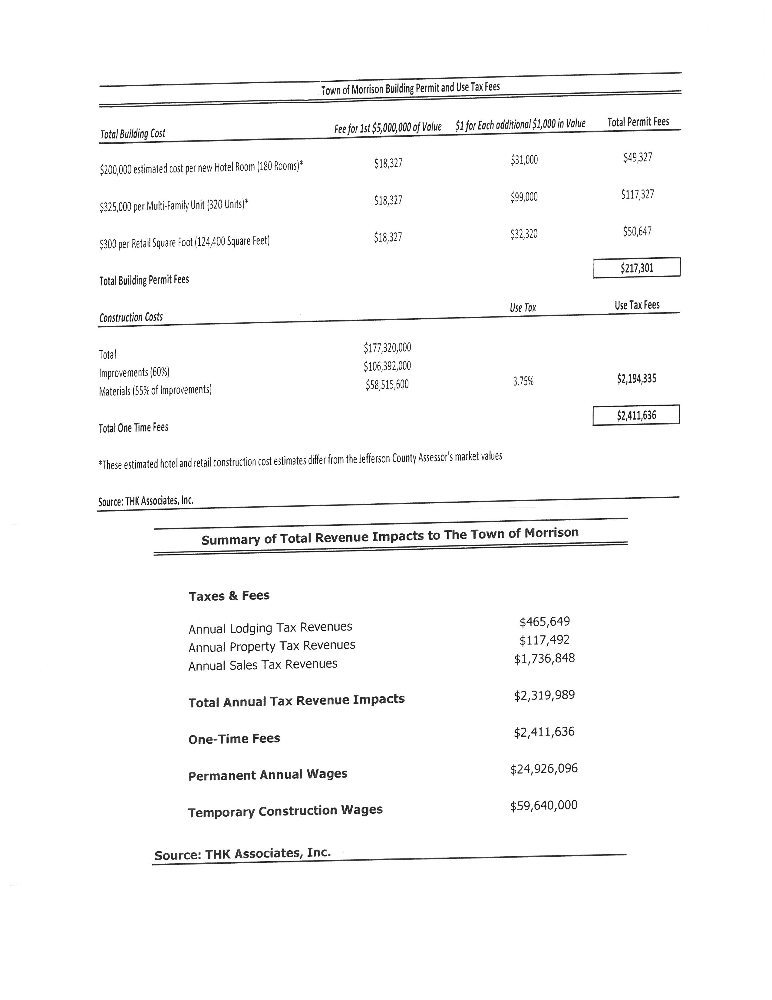 Town of Morrison Building Permit and Use Tax Fees
Total Building Cost Fee for 1st $5,000,000 of Value $1 for Each additional $1,000 in Value Total Permit Fees
$200,000 estimated cost per new Hotel Room (180 Rooms)* $18,327 $31,000 $49,327
$325,000 per Multi-Family Unit (320 Units)* $18,327 $99,000 $117,327
$300 per Retail Square Foot (124,400 Square Feet) $18,327 $32,320 $50,647
Total Building Permit Fees $217,301
Construction Costs Use Tax Use Tax Fees
Total $177,320,000
Improvements (60%) $106,392,000
Materials (55% of Improvements) $58,515,600 3.75% $2,194,335
Total One Time Fees $2,411,636
*These estimated hotel and retail construction cost estimates differ from the Jefferson County Assessor's market values
Source: THK Associates, Inc.
Summary of Total Revenue Impacts to The Town of Morrison
Taxes & Fees
Annual Lodging Tax Revenues $465,649
Annual Property Tax Revenues $117,492
Annual Sales Tax Revenues $1,736,848
Total Annual Tax Revenue Impacts $2,319,989
One-Time Fees $2,411,636
Permanent Annual Wages $24,926,096
Temporary Construction Wages $59,640,000
Source: THK Associates, Inc.